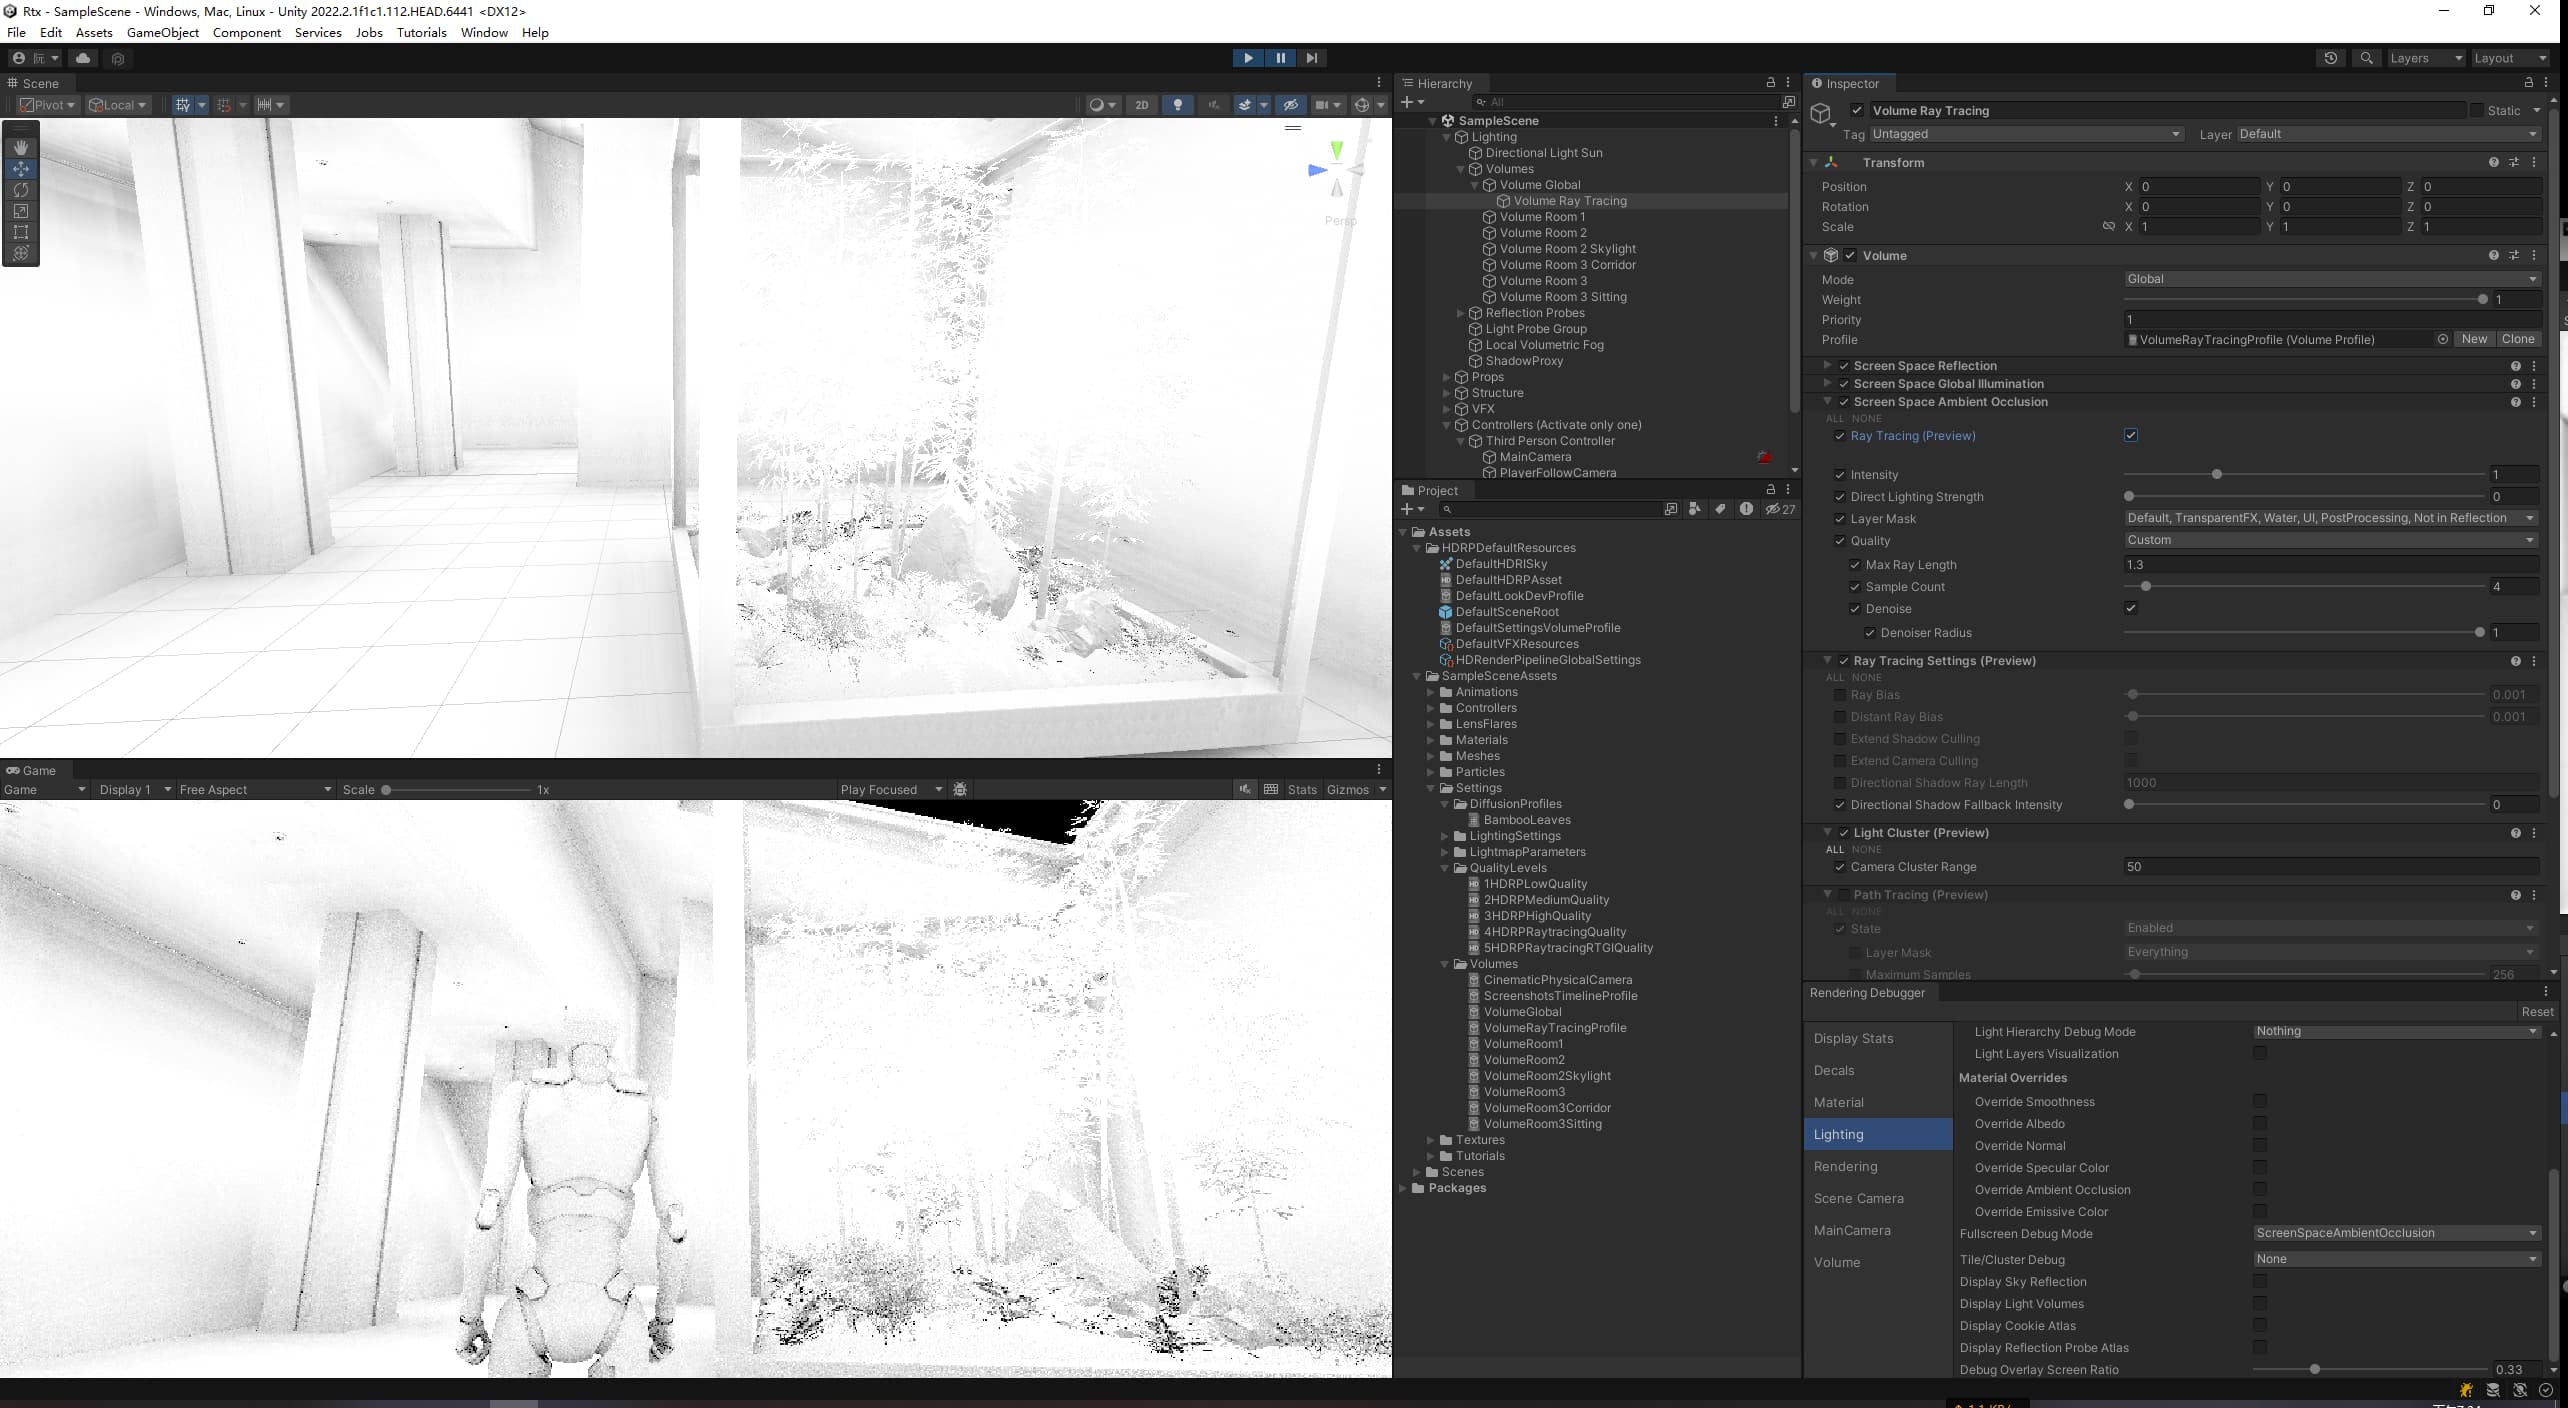 Rtx - SampleScene - Windows, Mac, Linux - Unity 2022.2.1f1c1.112.HEAD.6441 <DX12>
File Edit Assets GameObject Component Services Jobs Tutorials Window Help
阮
Layers Layout
Scene
Pivot Local 2D
Persp
Game
Game Display 1 Free Aspect Scale 1x Play Focused Stats Gizmos
Hierarchy
All
SampleScene
Lighting
Directional Light Sun
Volumes
Volume Global
Volume Ray Tracing
Volume Room 1
Volume Room 2
Volume Room 2 Skylight
Volume Room 3 Corridor
Volume Room 3
Volume Room 3 Sitting
Reflection Probes
Light Probe Group
Local Volumetric Fog
ShadowProxy
Props
Structure
VFX
Controllers (Activate only one)
Third Person Controller
MainCamera
PlayerFollowCamera
Project
27
Assets
HDRPDefaultResources
DefaultHDRISky
DefaultHDRPAsset
DefaultLookDevProfile
DefaultSceneRoot
DefaultSettingsVolumeProfile
DefaultVFXResources
HDRenderPipelineGlobalSettings
SampleSceneAssets
Animations
Controllers
LensFlares
Materials
Meshes
Particles
Settings
DiffusionProfiles
BambooLeaves
LightingSettings
LightmapParameters
QualityLevels
1HDRPLowQuality
2HDRPMediumQuality
3HDRPHighQuality
4HDRPRaytracingQuality
5HDRPRaytracingRTGIQuality
Volumes
CinematicPhysicalCamera
ScreenshotsTimelineProfile
VolumeGlobal
VolumeRayTracingProfile
VolumeRoom1
VolumeRoom2
VolumeRoom2Skylight
VolumeRoom3
VolumeRoom3Corridor
VolumeRoom3Sitting
Textures
Tutorials
Scenes
Packages
Inspector
Volume Ray Tracing Static
Tag Untagged Layer Default
Transform
Position X 0 Y 0 Z 0
Rotation X 0 Y 0 Z 0
Scale X 1 Y 1 Z 1
Volume
Mode Global
Weight 1
Priority 1
Profile VolumeRayTracingProfile (Volume Profile) New Clone
Screen Space Reflection
Screen Space Global Illumination
Screen Space Ambient Occlusion
ALL NONE
Ray Tracing (Preview)
Intensity 1
Direct Lighting Strength 0
Layer Mask Default, TransparentFX, Water, UI, PostProcessing, Not in Reflection
Quality Custom
Max Ray Length 1.3
Sample Count 4
Denoise
Denoiser Radius 1
Ray Tracing Settings (Preview)
ALL NONE
Ray Bias 0.001
Distant Ray Bias 0.001
Extend Shadow Culling
Extend Camera Culling
Directional Shadow Ray Length 1000
Directional Shadow Fallback Intensity 0
Light Cluster (Preview)
ALL NONE
Camera Cluster Range 50
Path Tracing (Preview)
ALL NONE
State Enabled
Layer Mask Everything
Maximum Samples 256
Rendering Debugger
Reset
Display Stats
Decals
Material
Lighting
Rendering
Scene Camera
MainCamera
Volume
Light Hierarchy Debug Mode Nothing
Light Layers Visualization
Material Overrides
Override Smoothness
Override Albedo
Override Normal
Override Specular Color
Override Ambient Occlusion
Override Emissive Color
Fullscreen Debug Mode ScreenSpaceAmbientOcclusion
Tile/Cluster Debug None
Display Sky Reflection
Display Light Volumes
Display Cookie Atlas
Display Reflection Probe Atlas
Debug Overlay Screen Ratio 0.33